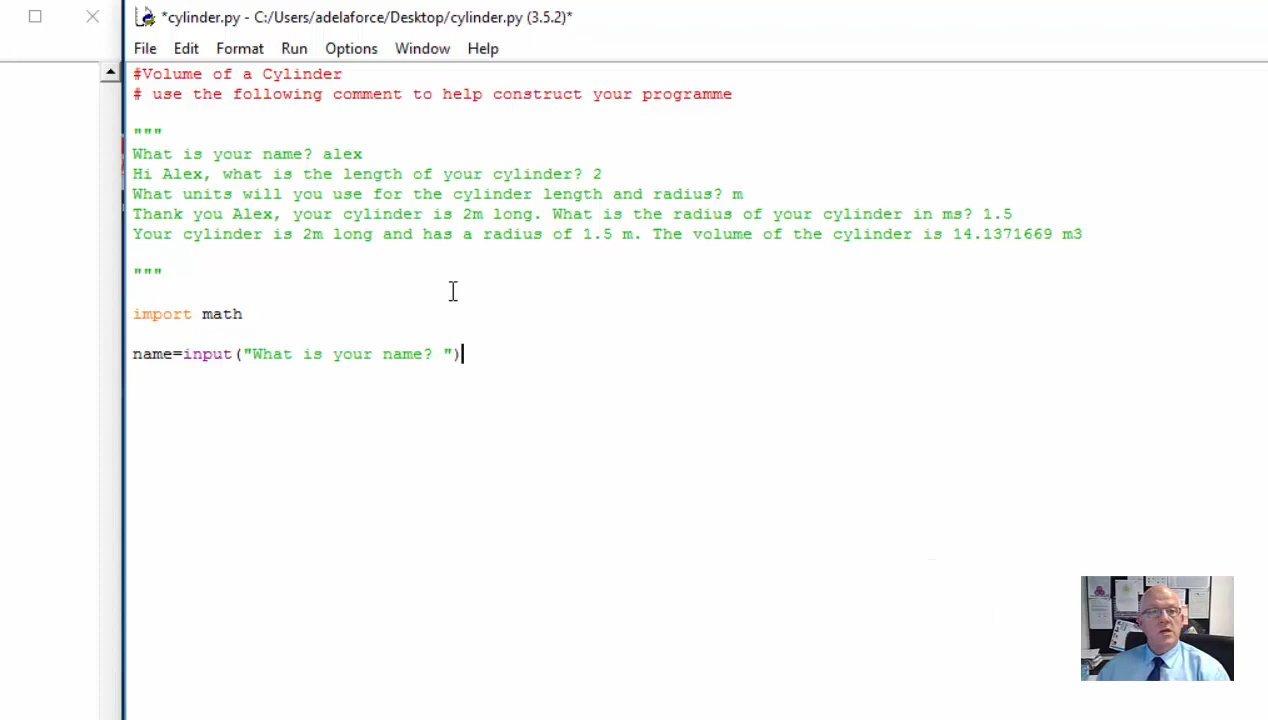 *cylinder.py - C:/Users/adelaforce/Desktop/cylinder.py (3.5.2)*
File Edit Format Run Options Window Help
#Volume of a Cylinder
# use the following comment to help construct your programme
"""
What is your name? alex
Hi Alex, what is the length of your cylinder? 2
What units will you use for the cylinder length and radius? m
Thank you Alex, your cylinder is 2m long. What is the radius of your cylinder in ms? 1.5
Your cylinder is 2m long and has a radius of 1.5 m. The volume of the cylinder is 14.1371669 m3
"""
import math
name=input("What is your name? ")